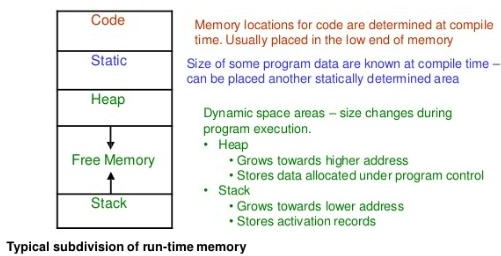 Code
Static
Heap
Free Memory
Stack
Memory locations for code are determined at compile
time. Usually placed in the low end of memory
Size of some program data are known at compile time –
can be placed another statically determined area
Dynamic space areas – size changes during
program execution.
• Heap
• Grows towards higher address
• Stores data allocated under program control
• Stack
• Grows towards lower address
• Stores activation records
Typical subdivision of run-time memory